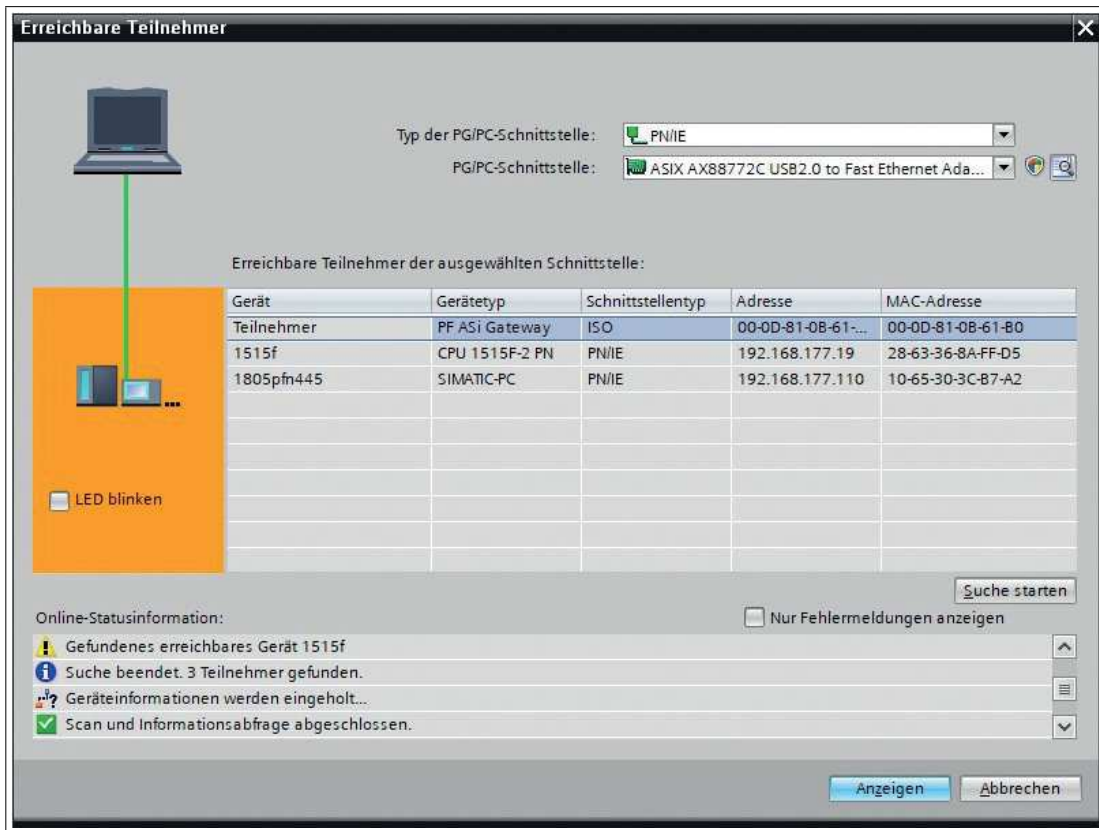 Erreichbare Teilnehmer
Typ der PG/PC-Schnittstelle: PN/IE
PG/PC-Schnittstelle: ASIX AX88772C USB2.0 to Fast Ethernet Ada...
Erreichbare Teilnehmer der ausgewählten Schnittstelle:
Gerät Gerätetyp Schnittstellentyp Adresse MAC-Adresse
Teilnehmer PF ASi Gateway ISO 00-0D-81-0B-61-... 00-0D-81-0B-61-B0
1515f CPU 1515F-2 PN PN/IE 192.168.177.19 28-63-36-8A-FF-D5
1805pfn445 SIMATIC-PC PN/IE 192.168.177.110 10-65-30-3C-B7-A2
LED blinken
Suche starten
Online-Statusinformation: Nur Fehlermeldungen anzeigen
Gefundenes erreichbares Gerät 1515f
Suche beendet. 3 Teilnehmer gefunden.
Geräteinformationen werden eingeholt...
Scan und Informationsabfrage abgeschlossen.
Anzeigen Abbrechen